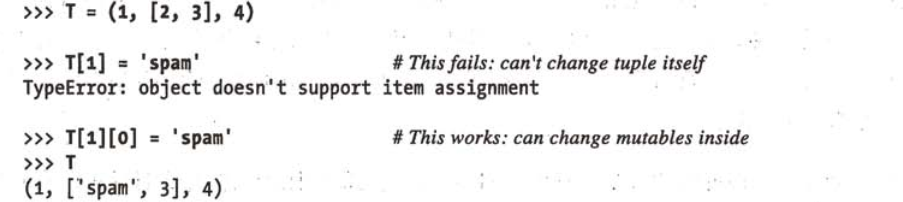 >>> T = (1, [2, 3], 4)
>>> T[1] = 'spam' # This fails: can't change tuple itself
TypeError: object doesn't support item assignment
>>> T[1][0] = 'spam' # This works: can change mutables inside
>>> T
(1, ['spam', 3], 4)